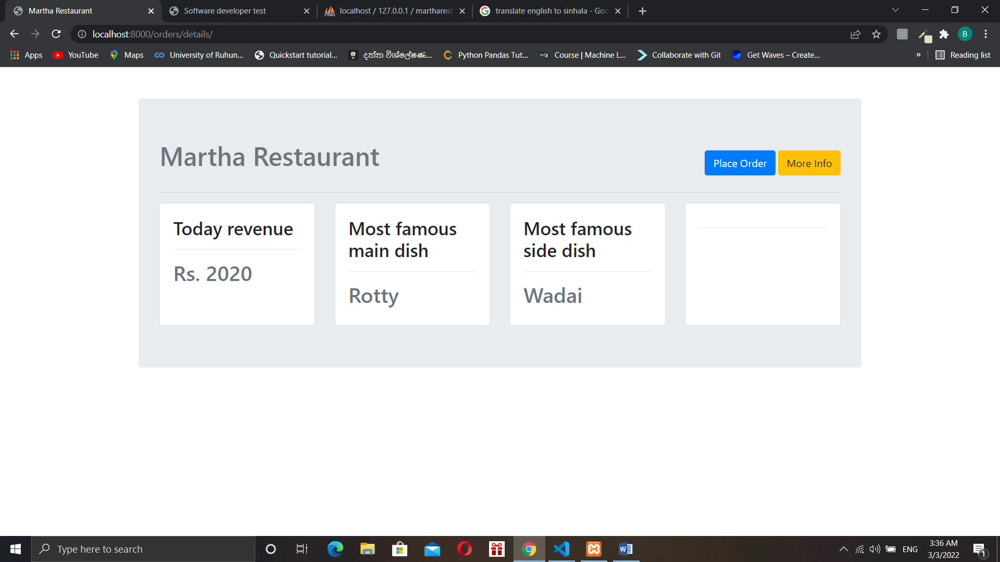 Martha Restaurant
Software developer test
localhost / 127.0.0.1 / martharest
translate english to sinhala - Goo
localhost:8000/orders/details/
B
Apps
YouTube
Maps
University of Ruhun...
Quickstart tutorial...
දත්ත විශ්ලේෂණ...
Python Pandas Tut...
edX
Course | Machine L...
Collaborate with Git
Get Waves – Create...
»
Reading list
Martha Restaurant
Place Order
More Info
Today revenue
Rs. 2020
Most famous
main dish
Rotty
Most famous
side dish
Wadai
Type here to search
ENG
3:36 AM
3/3/2022
1